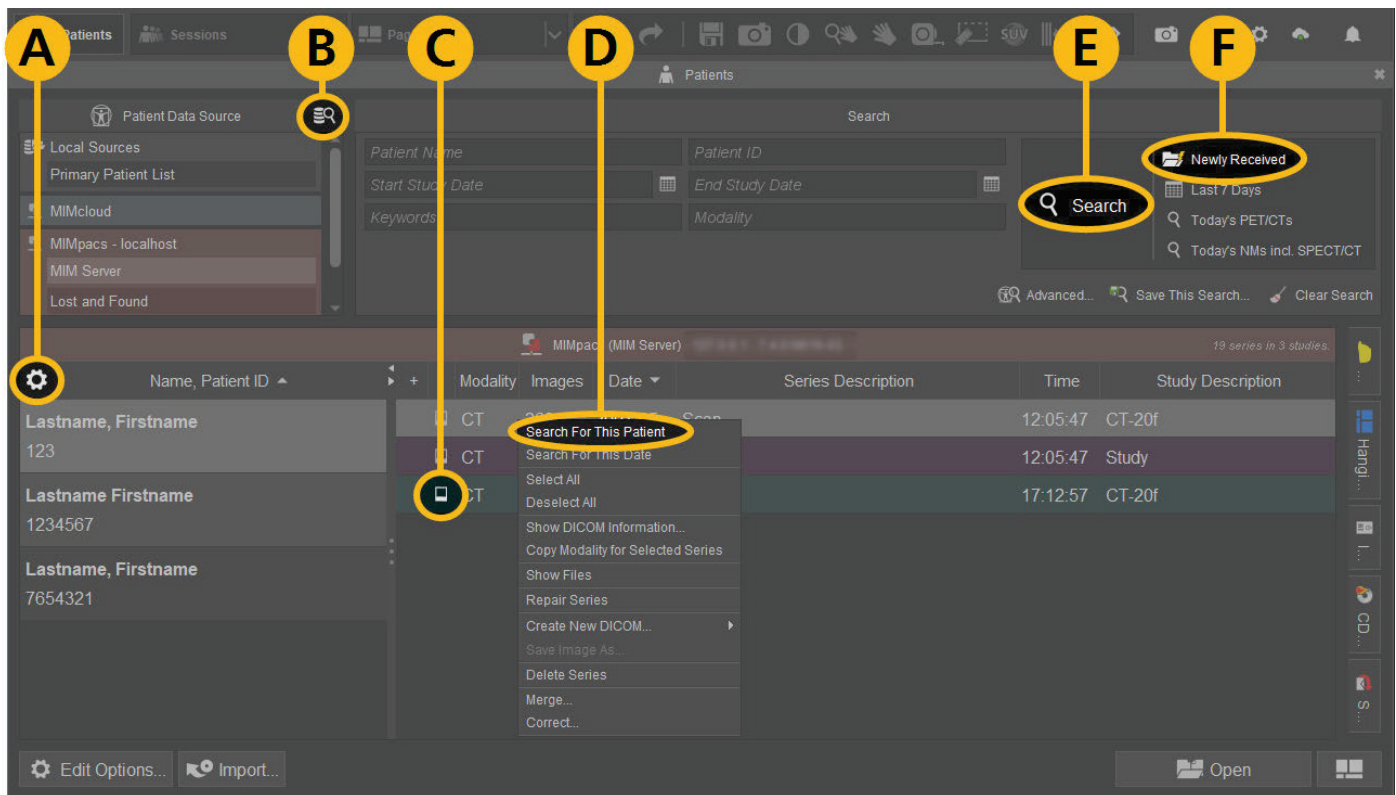 A
B
C
D
E
F
Patients
Sessions
Pa
SUV
Patients
Patient Data Source
Search
Local Sources
Primary Patient List
MIMcloud
MIMpacs - localhost
MIM Server
Lost and Found
Patient Name
Patient ID
Start Study Date
End Study Date
Keywords
Modality
Search
Newly Received
Last 7 Days
Today's PET/CTs
Today's NMs incl. SPECT/CT
Advanced...
Save This Search...
Clear Search
MIMpacs (MIM Server)
19 series in 3 studies.
Name, Patient ID
+
Modality
Images
Date
Series Description
Time
Study Description
Lastname, Firstname
123
Lastname Firstname
1234567
Lastname, Firstname
7654321
CT
Scan
12:05:47
CT-20f
CT
12:05:47
Study
CT
17:12:57
CT-20f
Search For This Patient
Search For This Date
Select All
Deselect All
Show DICOM Information...
Copy Modality for Selected Series
Show Files
Repair Series
Create New DICOM...
Save Image As...
Delete Series
Merge...
Correct...
...
Hangi...
I...
CD...
S...
Edit Options...
Import...
Open